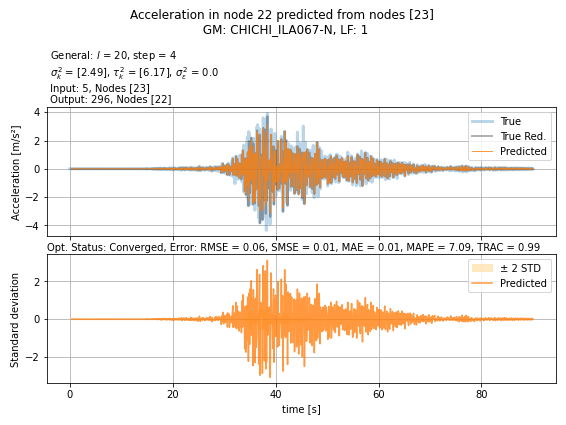 Acceleration in node 22 predicted from nodes [23]
GM: CHICHI_ILA067-N, LF: 1
General: l = 20, step = 4
σ²ₖ = [2.49], τ²ₖ = [6.17], σ²ε = 0.0
Input: 5, Nodes [23]
Output: 296, Nodes [22]
Acceleration [m/s²]
4
2
0
−2
−4
True
True Red.
Predicted
Opt. Status: Converged, Error: RMSE = 0.06, SMSE = 0.01, MAE = 0.01, MAPE = 7.09, TRAC = 0.99
Standard deviation
2
0
−2
± 2 STD
Predicted
0 20 40 60 80
time [s]